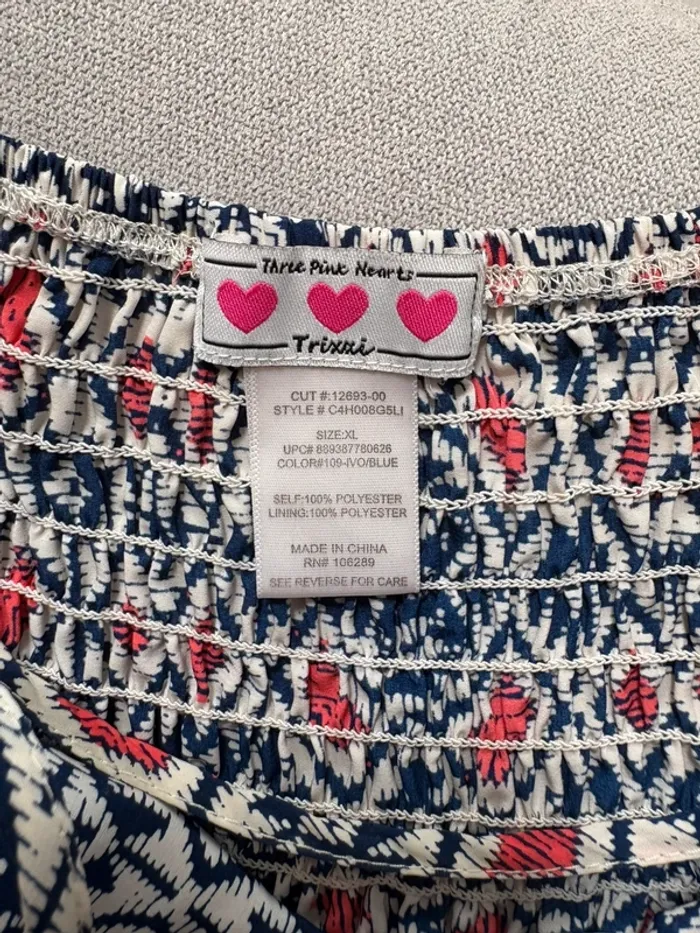 Three Pink Hearts
Trixxi
CUT #:12693-00
STYLE # C4H008G5LI
SIZE:XL
UPC# 889387780626
COLOR#109-IVO/BLUE
SELF:100% POLYESTER
LINING:100% POLYESTER
MADE IN CHINA
RN# 106289
SEE REVERSE FOR CARE